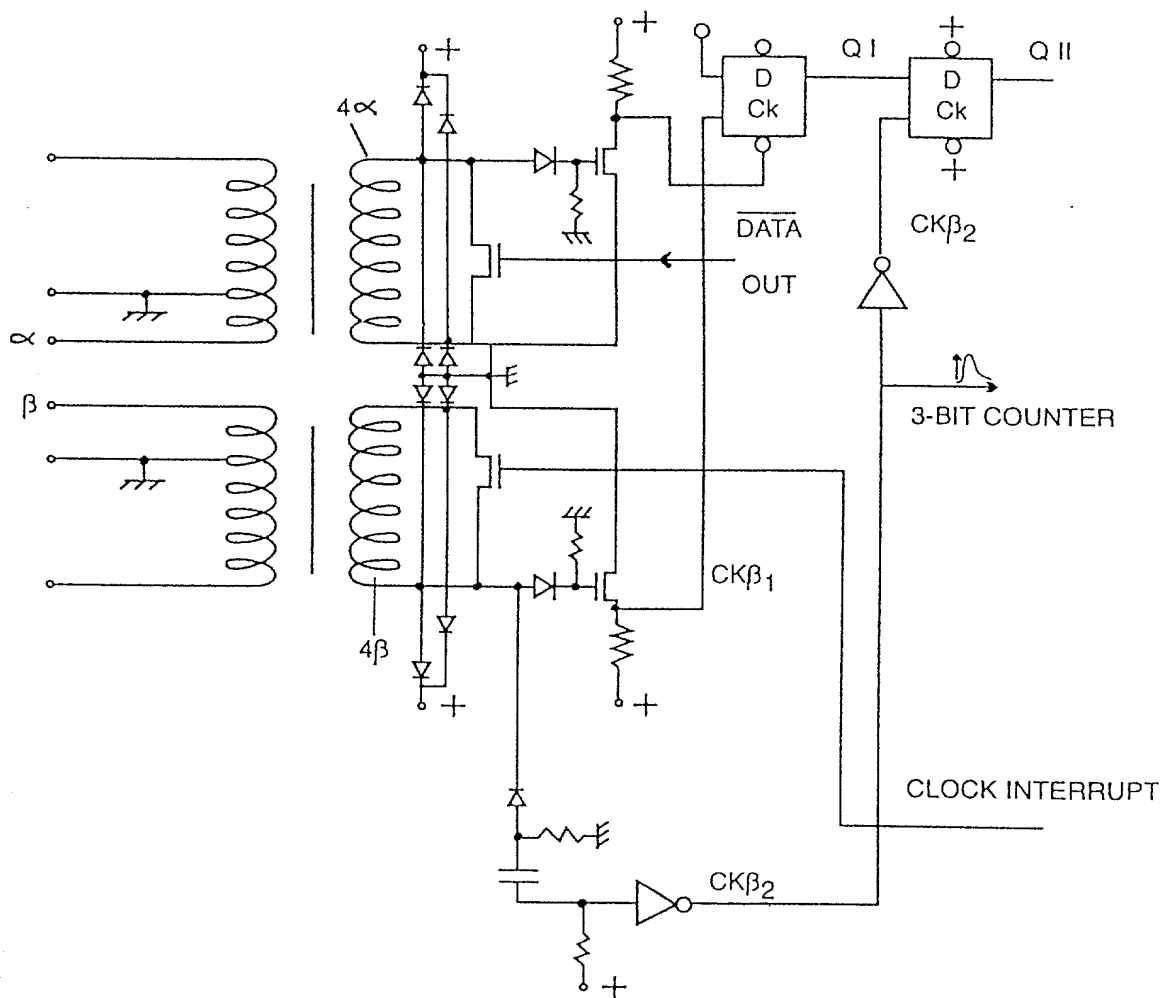 +
+
+
Q I
Q II
D
Ck
D
Ck
4α
+
DATA
OUT
CKβ2
α
β
3-BIT COUNTER
CKβ1
4β
+
+
CLOCK INTERRUPT
CKβ2
+